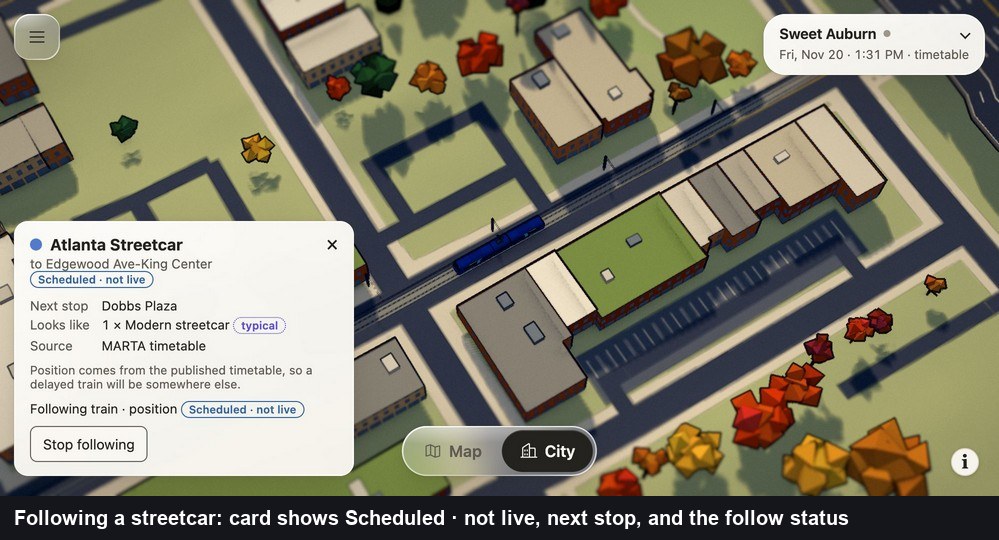 Sweet Auburn
Fri, Nov 20 · 1:31 PM · timetable
Atlanta Streetcar
to Edgewood Ave-King Center
Scheduled · not live
Next stop Dobbs Plaza
Looks like 1 × Modern streetcar typical
Source MARTA timetable
Position comes from the published timetable, so a
delayed train will be somewhere else.
Following train · position Scheduled · not live
Stop following
Map City
Following a streetcar: card shows Scheduled · not live, next stop, and the follow status